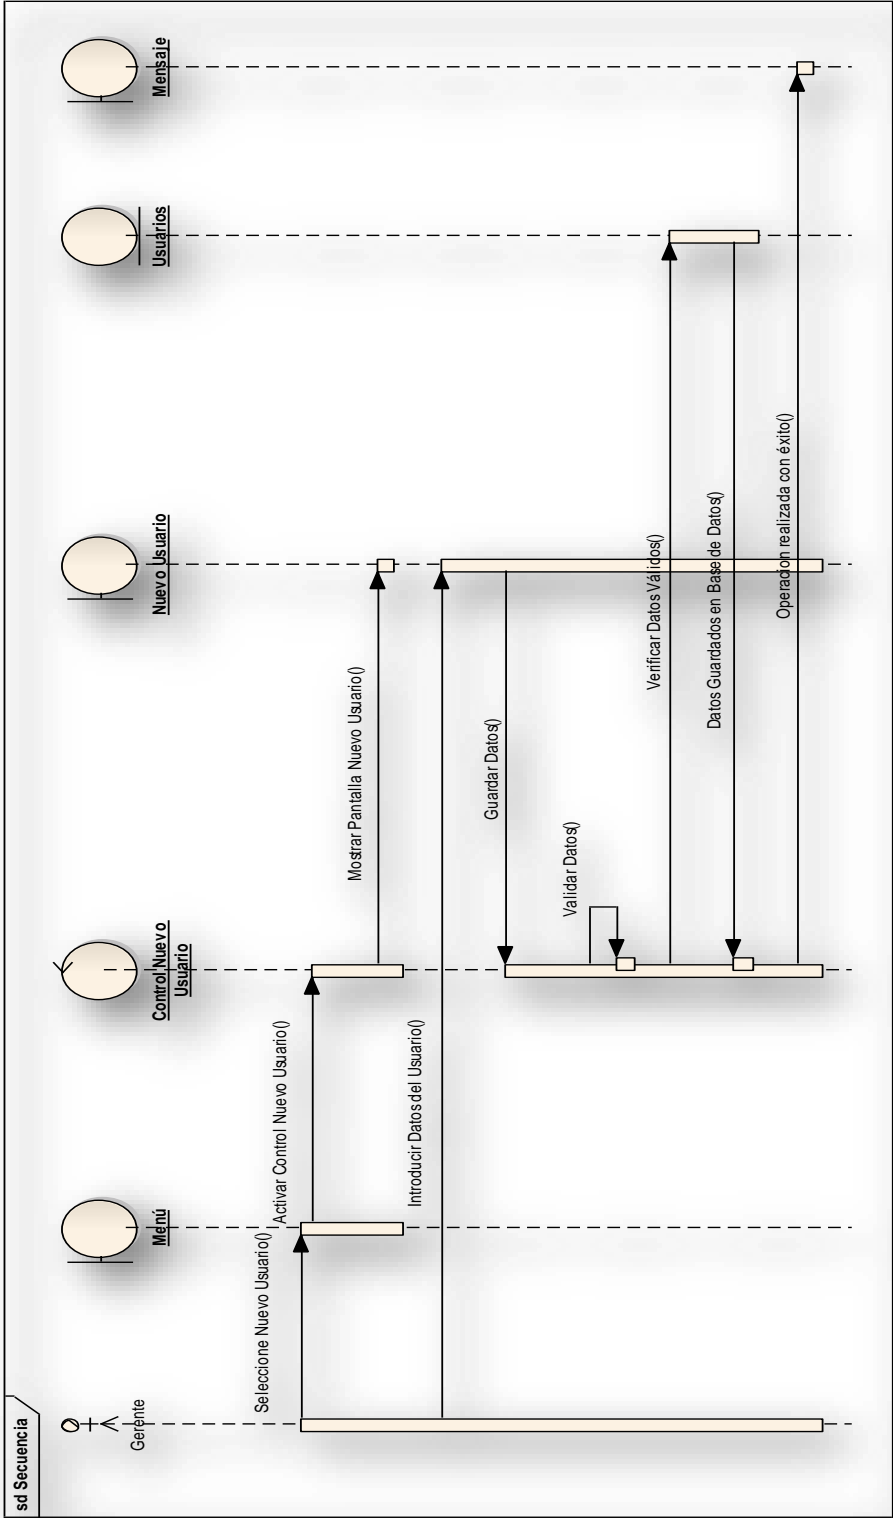 sd Secuencia
Gerente
Menú
Control Nuevo
Usuario
Nuevo Usuario
Usuarios
Mensaje
Seleccione Nuevo Usuario()
Activar Control Nuevo Usuario()
Mostrar Pantalla Nuevo Usuario()
Introducir Datos del Usuario()
Guardar Datos()
Validar Datos()
Verificar Datos Válidos()
Datos Guardados en Base de Datos()
Operacion realizada con éxito()